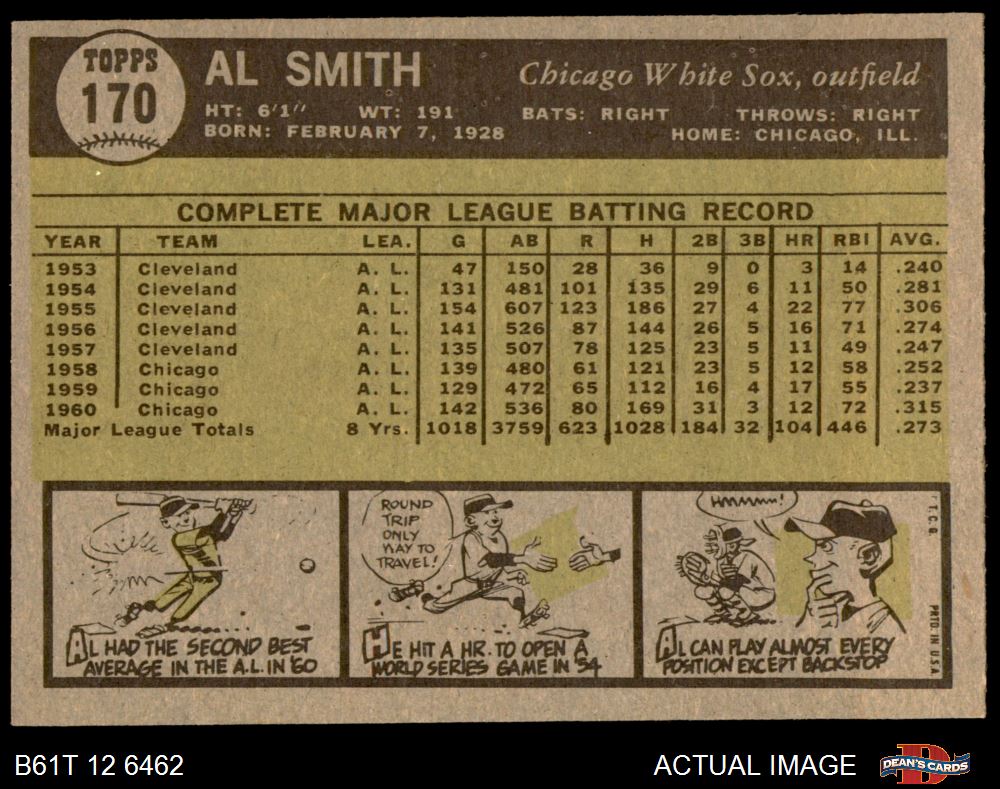 TOPPS
170
AL SMITH
Chicago White Sox, outfield
HT: 6'1" WT: 191 BATS: RIGHT THROWS: RIGHT
BORN: FEBRUARY 7, 1928 HOME: CHICAGO, ILL.
COMPLETE MAJOR LEAGUE BATTING RECORD
YEAR TEAM LEA. G AB R H 2B 3B HR RBI AVG.
1953 Cleveland A. L. 47 150 28 36 9 0 3 14 .240
1954 Cleveland A. L. 131 481 101 135 29 6 11 50 .281
1955 Cleveland A. L. 154 607 123 186 27 4 22 77 .306
1956 Cleveland A. L. 141 526 87 144 26 5 16 71 .274
1957 Cleveland A. L. 135 507 78 125 23 5 11 49 .247
1958 Chicago A. L. 139 480 61 121 23 5 12 58 .252
1959 Chicago A. L. 129 472 65 112 16 4 17 55 .237
1960 Chicago A. L. 142 536 80 169 31 3 12 72 .315
Major League Totals 8 Yrs. 1018 3759 623 1028 184 32 104 446 .273
AL HAD THE SECOND BEST
AVERAGE IN THE A.L. IN '60
ROUND
TRIP
ONLY
WAY TO
TRAVEL!
HE HIT A HR. TO OPEN A
WORLD SERIES GAME IN '54
HMMMM!
AL CAN PLAY ALMOST EVERY
POSITION EXCEPT BACKSTOP
T.C.G.
PRTD. IN U.S.A.
B61T 12 6462
ACTUAL IMAGE
DEAN'S CARDS